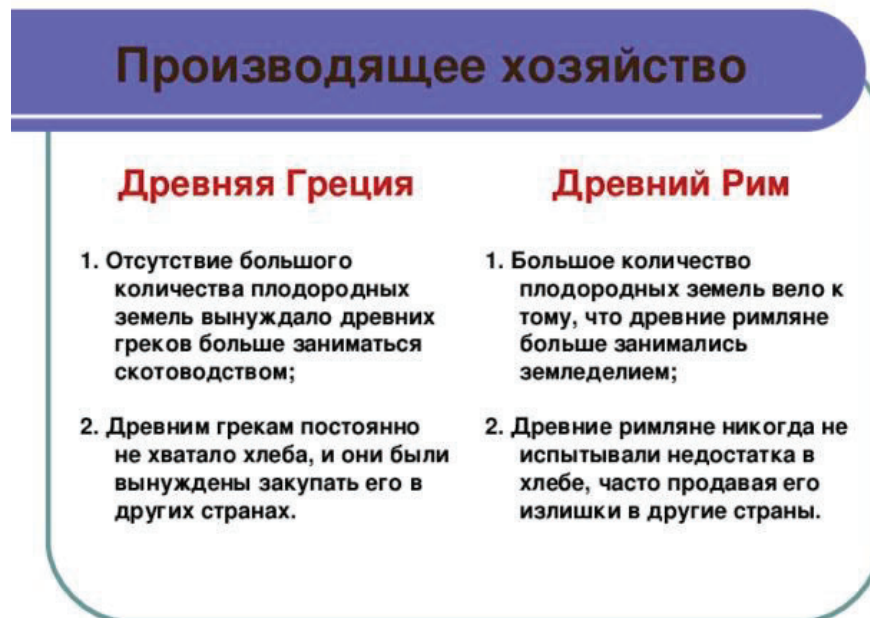 Производящее хозяйство
Древняя Греция
1. Отсутствие большого
количества плодородных
земель вынуждало древних
греков больше заниматься
скотоводством;
2. Древним грекам постоянно
не хватало хлеба, и они были
вынуждены закупать его в
других странах.
Древний Рим
1. Большое количество
плодородных земель вело к
тому, что древние римляне
больше занимались
земледелием;
2. Древние римляне никогда не
испытывали недостатка в
хлебе, часто продавая его
излишки в другие страны.